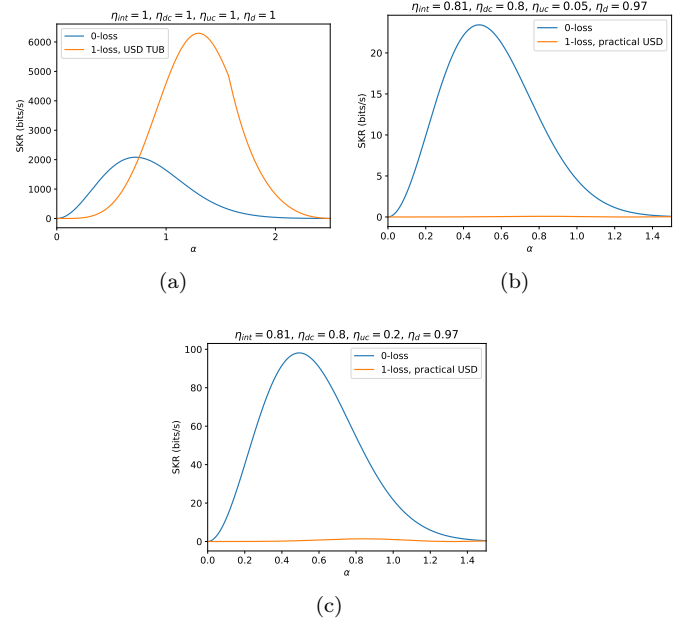 η_int = 1, η_dc = 1, η_uc = 1, η_d = 1
0-loss
1-loss, USD TUB
SKR (bits/s)
6000
5000
4000
3000
2000
1000
0
0 1 2
α
(a)
η_int = 0.81, η_dc = 0.8, η_uc = 0.05, η_d = 0.97
0-loss
1-loss, practical USD
SKR (bits/s)
20
15
10
5
0
0.0 0.2 0.4 0.6 0.8 1.0 1.2 1.4
α
(b)
η_int = 0.81, η_dc = 0.8, η_uc = 0.2, η_d = 0.97
0-loss
1-loss, practical USD
SKR (bits/s)
100
80
60
40
20
0
0.0 0.2 0.4 0.6 0.8 1.0 1.2 1.4
α
(c)